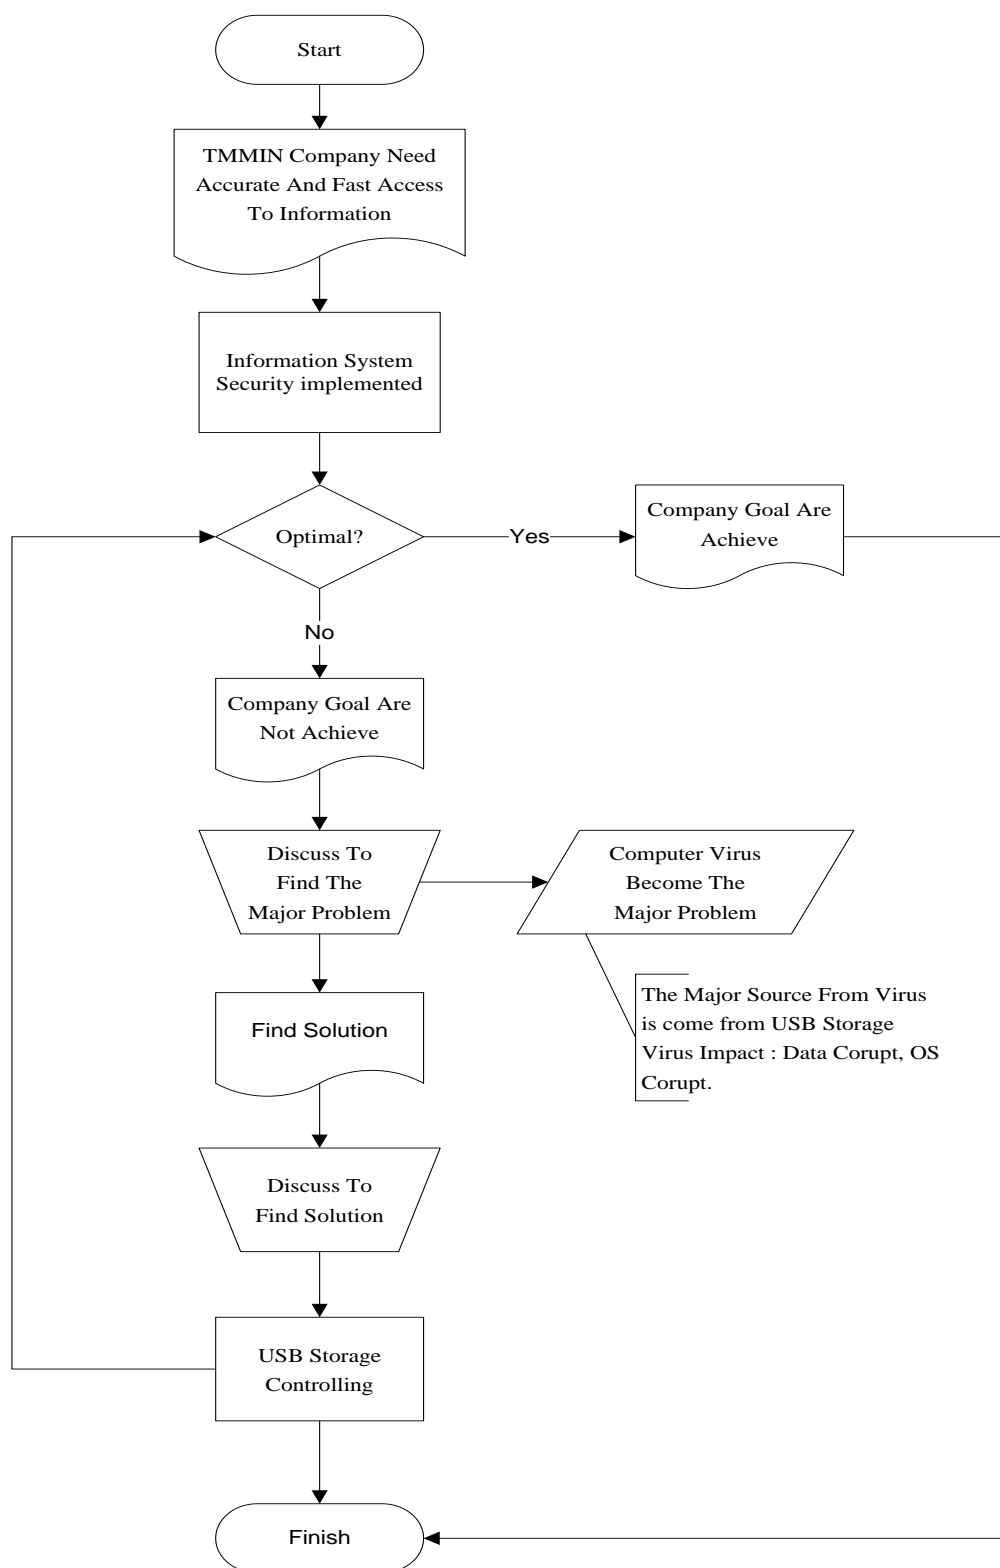 Start
TMMIN Company Need
Accurate And Fast Access
To Information
Information System
Security implemented
Optimal?
Yes
Company Goal Are
Achieve
No
Company Goal Are
Not Achieve
Discuss To
Find The
Major Problem
Computer Virus
Become The
Major Problem
The Major Source From Virus
is come from USB Storage
Virus Impact : Data Corupt, OS
Corupt.
Find Solution
Discuss To
Find Solution
USB Storage
Controlling
Finish